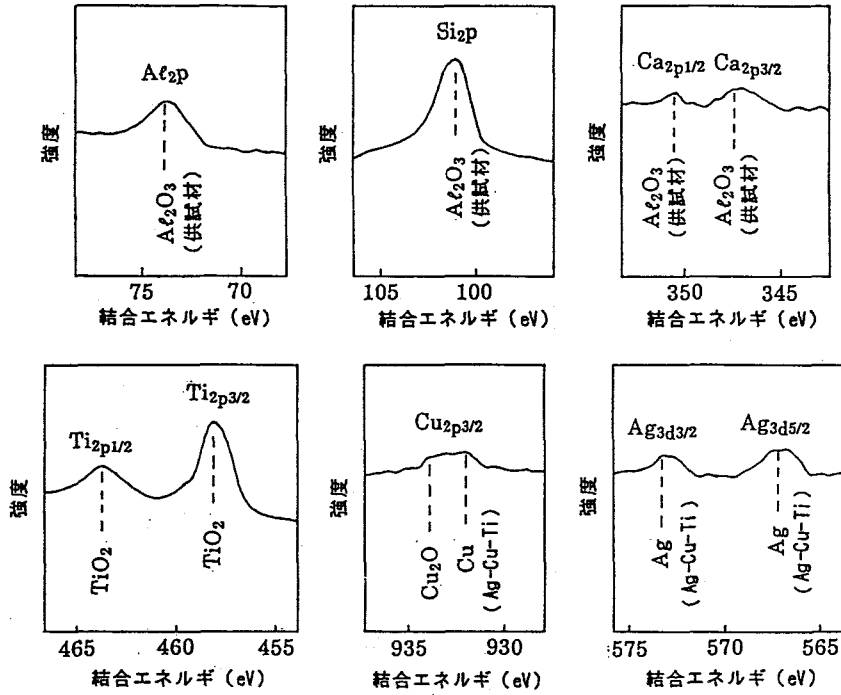 Aℓ2p
強度
Aℓ2O3
(供試材)
75 70
結合エネルギ (eV)
Si2p
強度
Aℓ2O3
(供試材)
105 100
結合エネルギ (eV)
Ca2p1/2 Ca2p3/2
強度
Aℓ2O3
(供試材)
Aℓ2O3
(供試材)
350 345
結合エネルギ (eV)
Ti2p1/2
Ti2p3/2
強度
TiO2
TiO2
465 460 455
結合エネルギ (eV)
Cu2p3/2
強度
Cu2O
Cu
(Ag-Cu-Ti)
935 930
結合エネルギ (eV)
Ag3d3/2 Ag3d5/2
強度
Ag
(Ag-Cu-Ti)
Ag
(Ag-Cu-Ti)
575 570 565
結合エネルギ (eV)